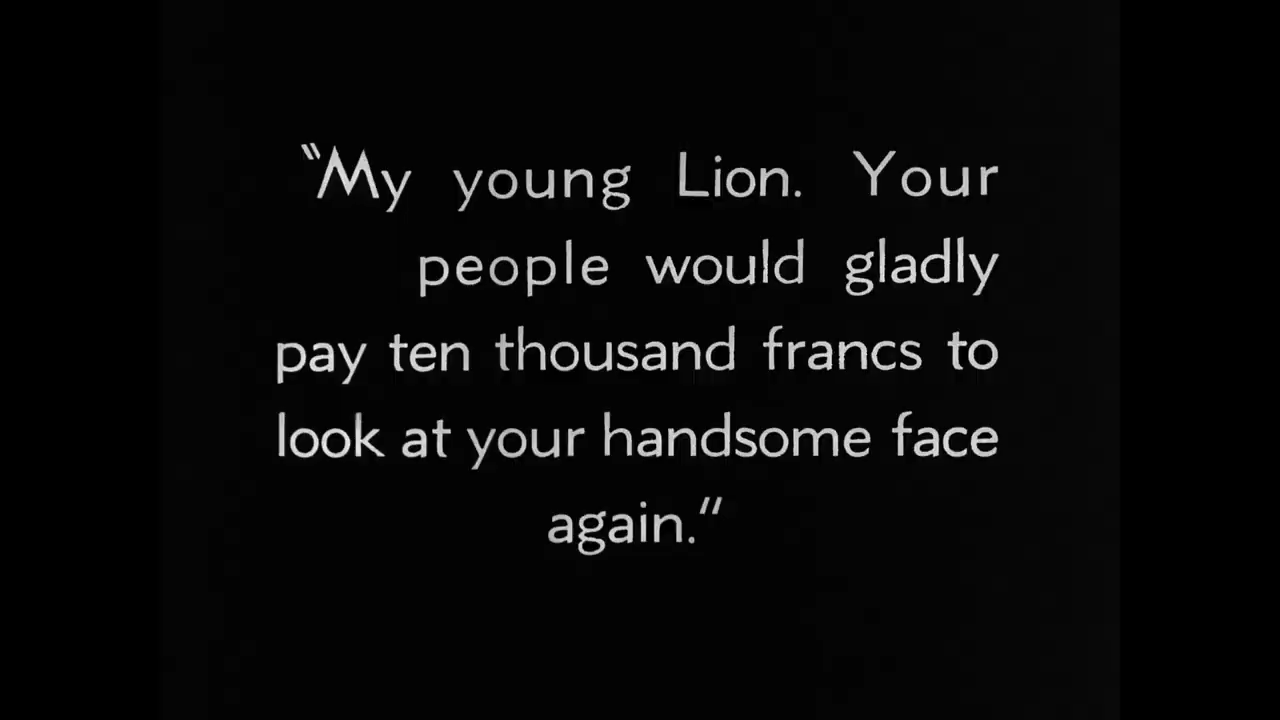 “My young Lion. Your
people would gladly
pay ten thousand francs to
look at your handsome face
again.”